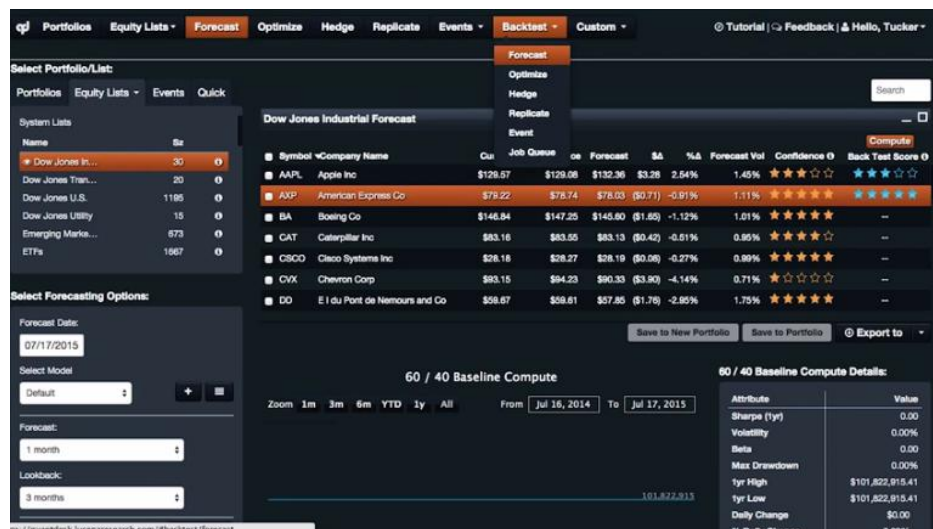 qd Portfolios Equity Lists Forecast Optimize Hedge Replicate Events Backtest Custom Tutorial | Feedback | Hello, Tucker
Forecast
Optimize
Hedge
Replicate
Event
Job Queue
Select Portfolio/List:
Portfolios Equity Lists Events Quick
Search
System Lists
Name Sz
Dow Jones In... 30
Dow Jones Tran... 20
Dow Jones U.S. 1195
Dow Jones Utility 15
Emerging Marke... 673
ETFs 1667
Dow Jones Industrial Forecast
Compute
Symbol Company Name Forecast $Δ %Δ Forecast Vol Confidence Back Test Score
AAPL Apple Inc $129.57 $129.08 $132.36 $3.28 2.54% 1.45%
AXP American Express Co $79.22 $78.74 $78.03 ($0.71) -0.91% 1.11%
BA Boeing Co $146.84 $147.25 $145.60 ($1.65) -1.12% 1.01% --
CAT Caterpillar Inc $83.16 $83.55 $83.13 ($0.42) -0.51% 0.95% --
CSCO Cisco Systems Inc $28.18 $28.27 $28.19 ($0.08) -0.27% 0.99% --
CVX Chevron Corp $93.15 $94.23 $90.33 ($3.90) -4.14% 0.71% --
DD E I du Pont de Nemours and Co $59.67 $59.61 $57.85 ($1.76) -2.95% 1.75% --
Save to New Portfolio Save to Portfolio Export to
Select Forecasting Options:
Forecast Date:
07/17/2015
Select Model
Default
Forecast:
1 month
Lookback:
3 months
60 / 40 Baseline Compute
Zoom 1m 3m 6m YTD 1y All From Jul 16, 2014 To Jul 17, 2015
101,822,915
60 / 40 Baseline Compute Details:
Attribute Value
Sharpe (1yr) 0.00
Volatility 0.00%
Beta 0.00
Max Drawdown 0.00%
1yr High $101,822,915.41
1yr Low $101,822,915.41
Daily Change $0.00